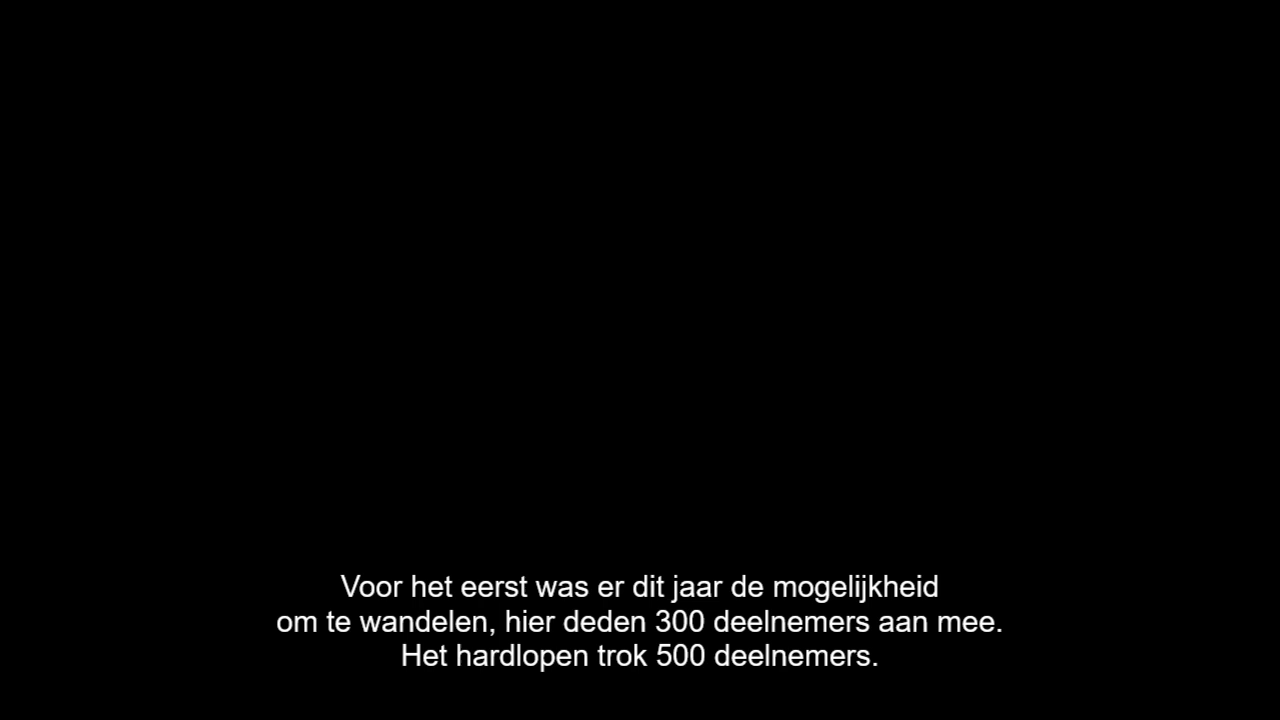 Voor het eerst was er dit jaar de mogelijkheid
om te wandelen, hier deden 300 deelnemers aan mee.
Het hardlopen trok 500 deelnemers.